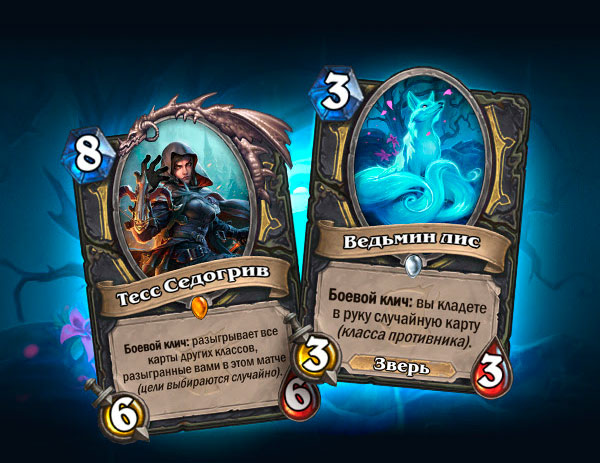 8
Тесс Седогрив
Боевой клич: разыгрывает все
карты других классов,
разыгранные вами в этом матче
(цели выбираются случайно).
6
6
3
Ведьмин лис
Боевой клич: вы кладете
в руку случайную карту
(класса противника).
3
Зверь
3